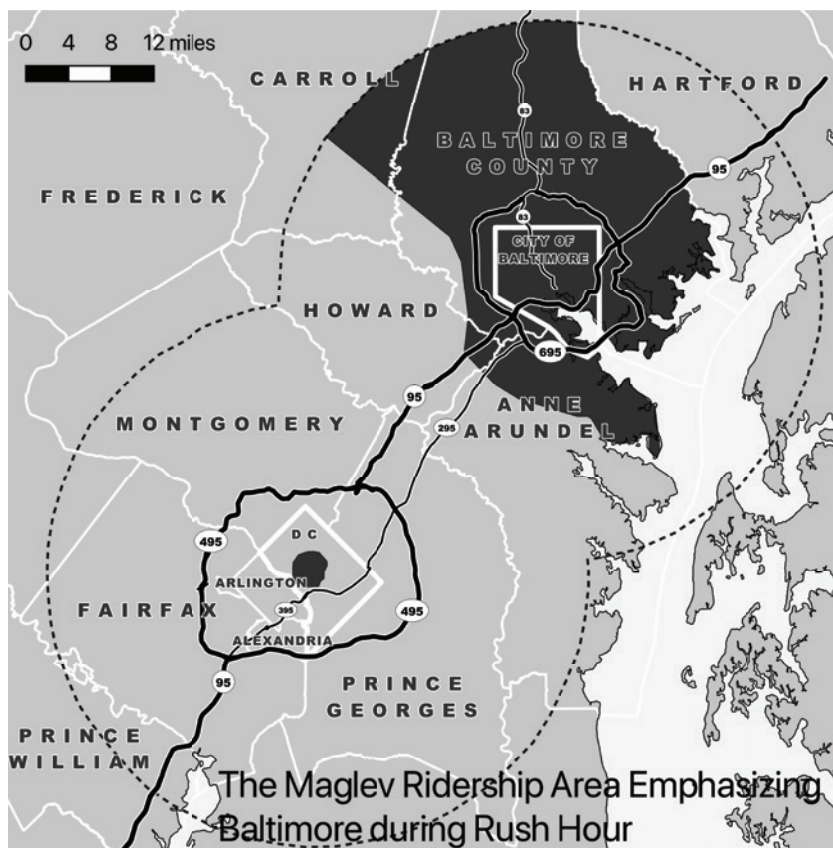 0 4 8 12 miles
CARROLL
HARTFORD
83
BALTIMORE
COUNTY
95
FREDERICK
83
CITY OF
BALTIMORE
HOWARD
695
95
ANNE
ARUNDEL
MONTGOMERY
295
495
DC
ARLINGTON
FAIRFAX
395
495
ALEXANDRIA
95
PRINCE
GEORGES
PRINCE
WILLIAM
The Maglev Ridership Area Emphasizing
Baltimore during Rush Hour